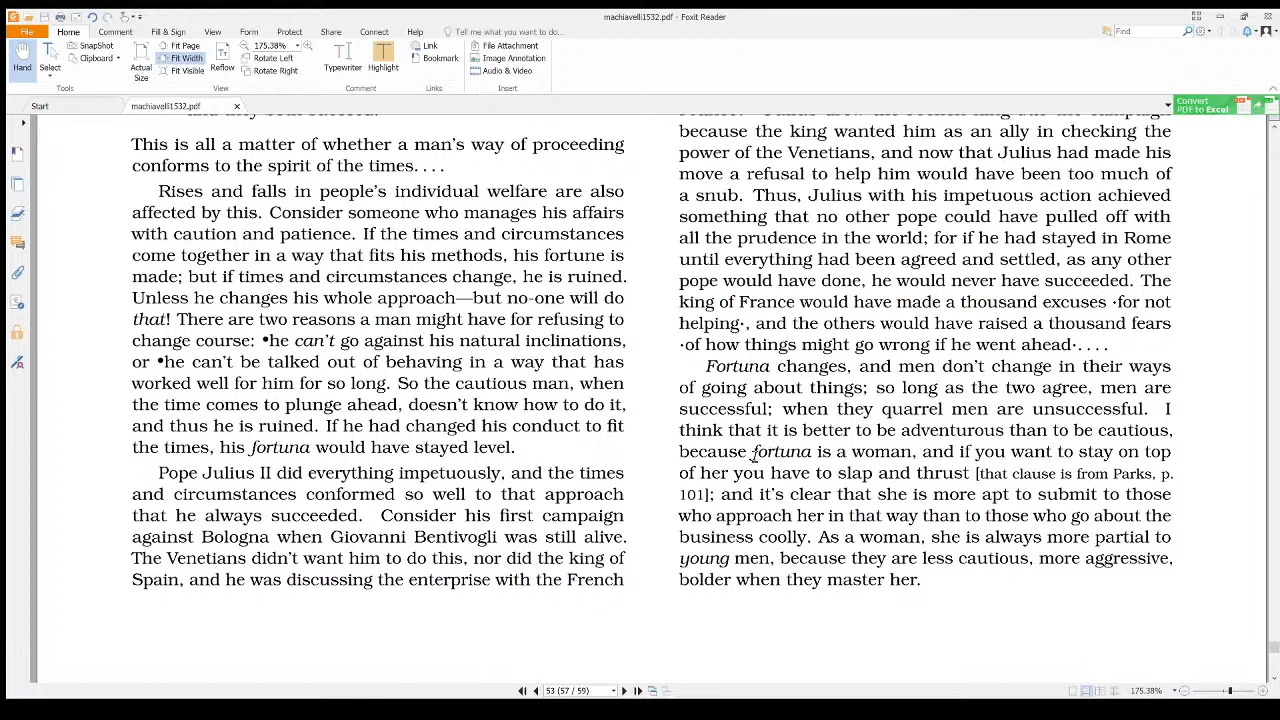 machiavelli1532.pdf - Foxit Reader
File Home Comment Fill & Sign View Form Protect Share Connect Help Tell me what you want to do... Find
Hand
Select
SnapShot
Clipboard
Actual Size
Fit Page
Fit Width
Fit Visible
Reflow
175.38%
Rotate Left
Rotate Right
Typewriter
Highlight
Link
Bookmark
File Attachment
Image Annotation
Audio & Video
Tools View Comment Links Insert
Start machiavelli1532.pdf
Convert
PDF to Excel
This is all a matter of whether a man's way of proceeding
conforms to the spirit of the times. . . .
Rises and falls in people's individual welfare are also
affected by this. Consider someone who manages his affairs
with caution and patience. If the times and circumstances
come together in a way that fits his methods, his fortune is
made; but if times and circumstances change, he is ruined.
Unless he changes his whole approach—but no-one will do
that! There are two reasons a man might have for refusing to
change course: •he can't go against his natural inclinations,
or •he can't be talked out of behaving in a way that has
worked well for him for so long. So the cautious man, when
the time comes to plunge ahead, doesn't know how to do it,
and thus he is ruined. If he had changed his conduct to fit
the times, his fortuna would have stayed level.
Pope Julius II did everything impetuously, and the times
and circumstances conformed so well to that approach
that he always succeeded. Consider his first campaign
against Bologna when Giovanni Bentivogli was still alive.
The Venetians didn't want him to do this, nor did the king of
Spain, and he was discussing the enterprise with the French
because the king wanted him as an ally in checking the
power of the Venetians, and now that Julius had made his
move a refusal to help him would have been too much of
a snub. Thus, Julius with his impetuous action achieved
something that no other pope could have pulled off with
all the prudence in the world; for if he had stayed in Rome
until everything had been agreed and settled, as any other
pope would have done, he would never have succeeded. The
king of France would have made a thousand excuses ·for not
helping·, and the others would have raised a thousand fears
·of how things might go wrong if he went ahead·. . . .
Fortuna changes, and men don't change in their ways
of going about things; so long as the two agree, men are
successful; when they quarrel men are unsuccessful. I
think that it is better to be adventurous than to be cautious,
because fortuna is a woman, and if you want to stay on top
of her you have to slap and thrust [that clause is from Parks, p.
101]; and it's clear that she is more apt to submit to those
who approach her in that way than to those who go about the
business coolly. As a woman, she is always more partial to
young men, because they are less cautious, more aggressive,
bolder when they master her.
53 (57 / 59)
175.38%